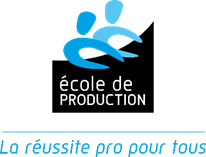 école de
PRODUCTION
La réussite pro pour tous